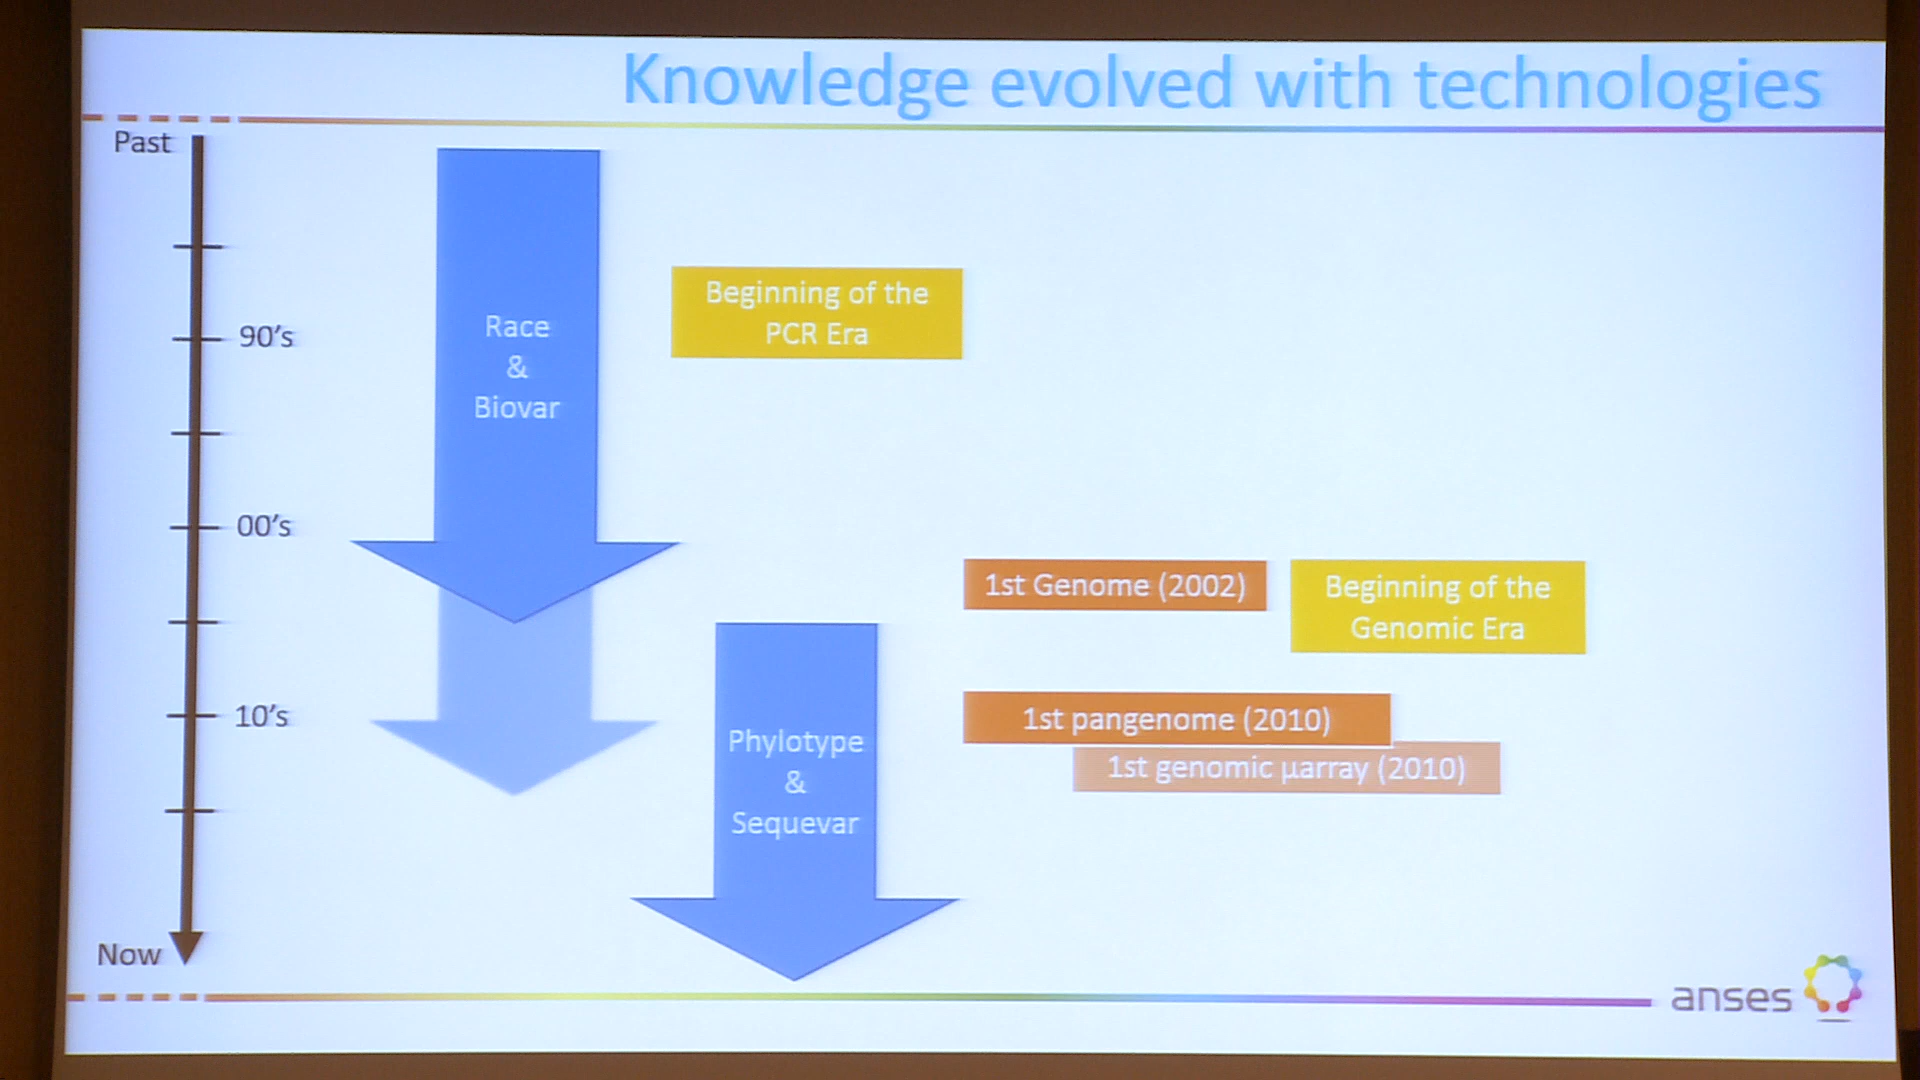 Knowledge evolved with technologies
Past
90's
00's
10's
Now
Race
&
Biovar
Beginning of the
PCR Era
1st Genome (2002)
Beginning of the
Genomic Era
1st pangenome (2010)
1st genomic µarray (2010)
Phylotype
&
Sequevar
anses